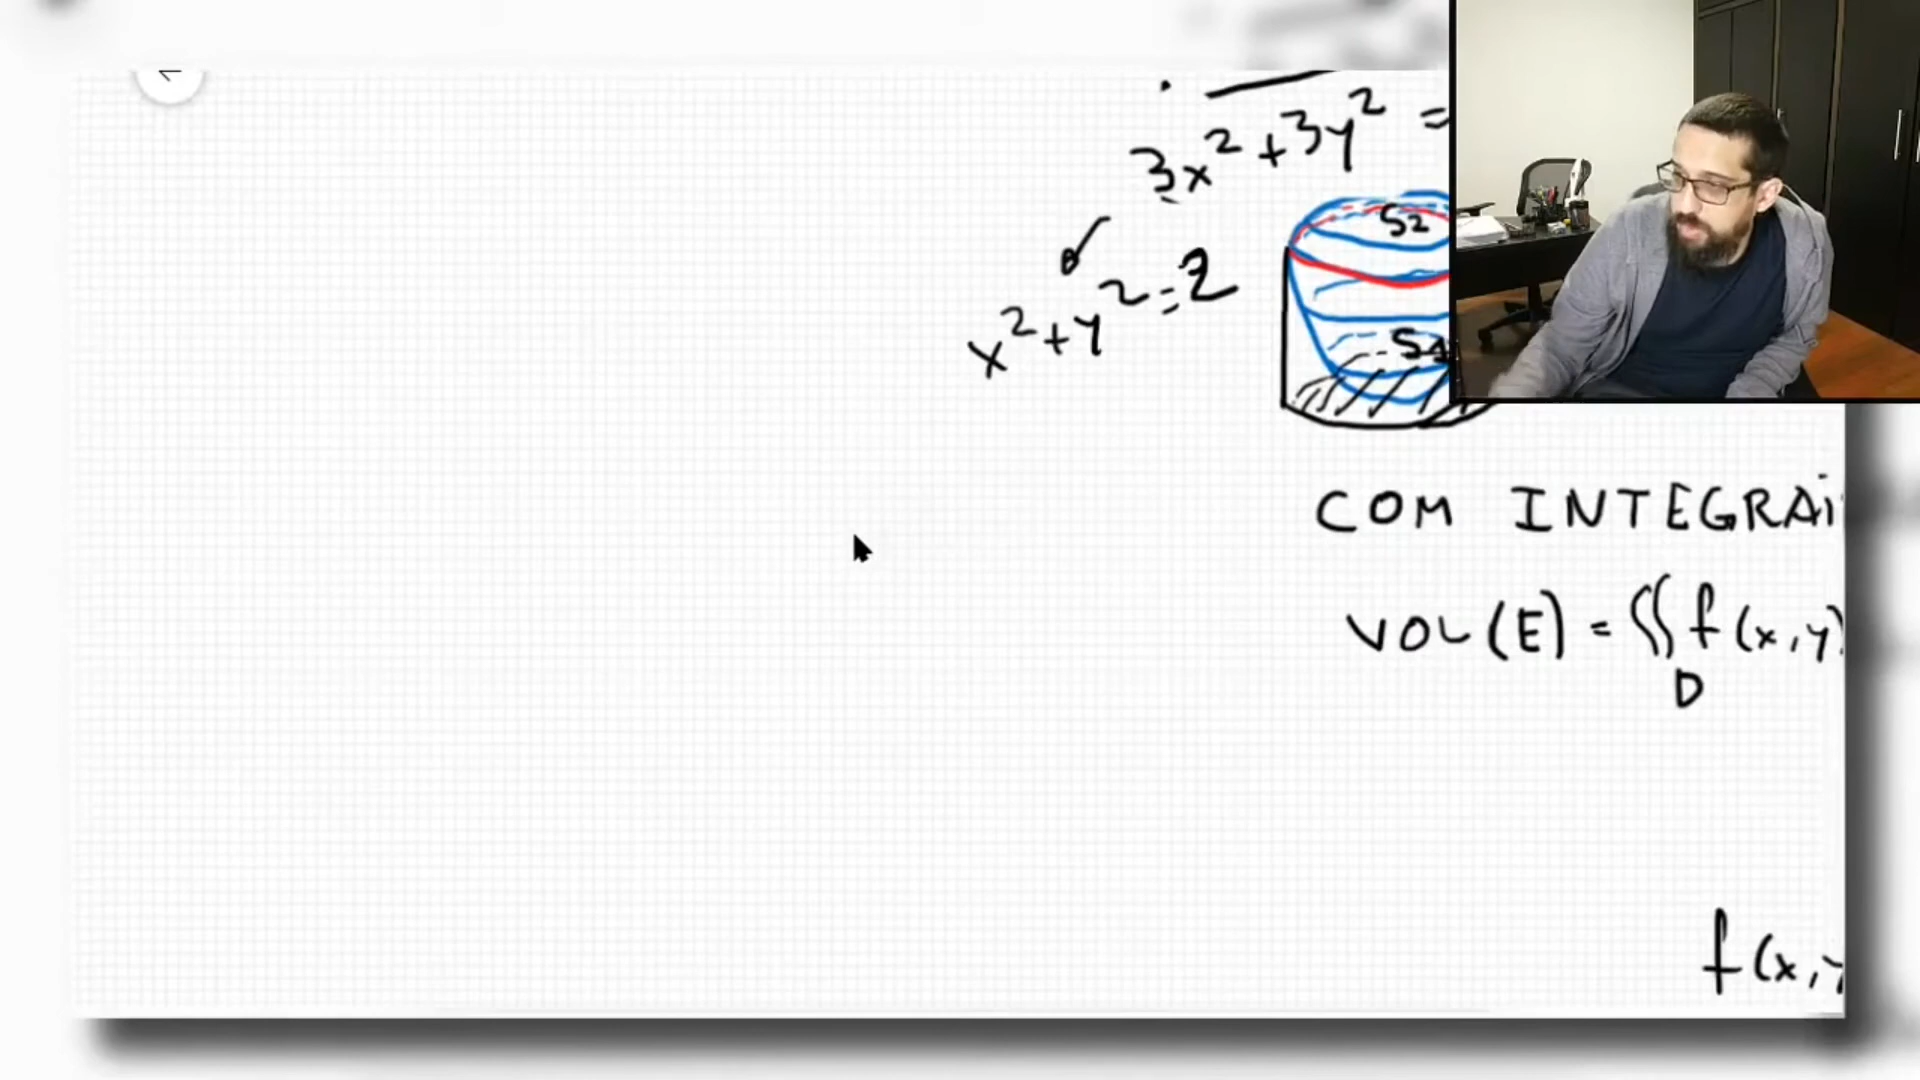 3x² + 3y² =
x² + y² = 2
S2
S1
COM INTEGRAi
VOL(E) = ∬ f(x,y)
D
f(x,y